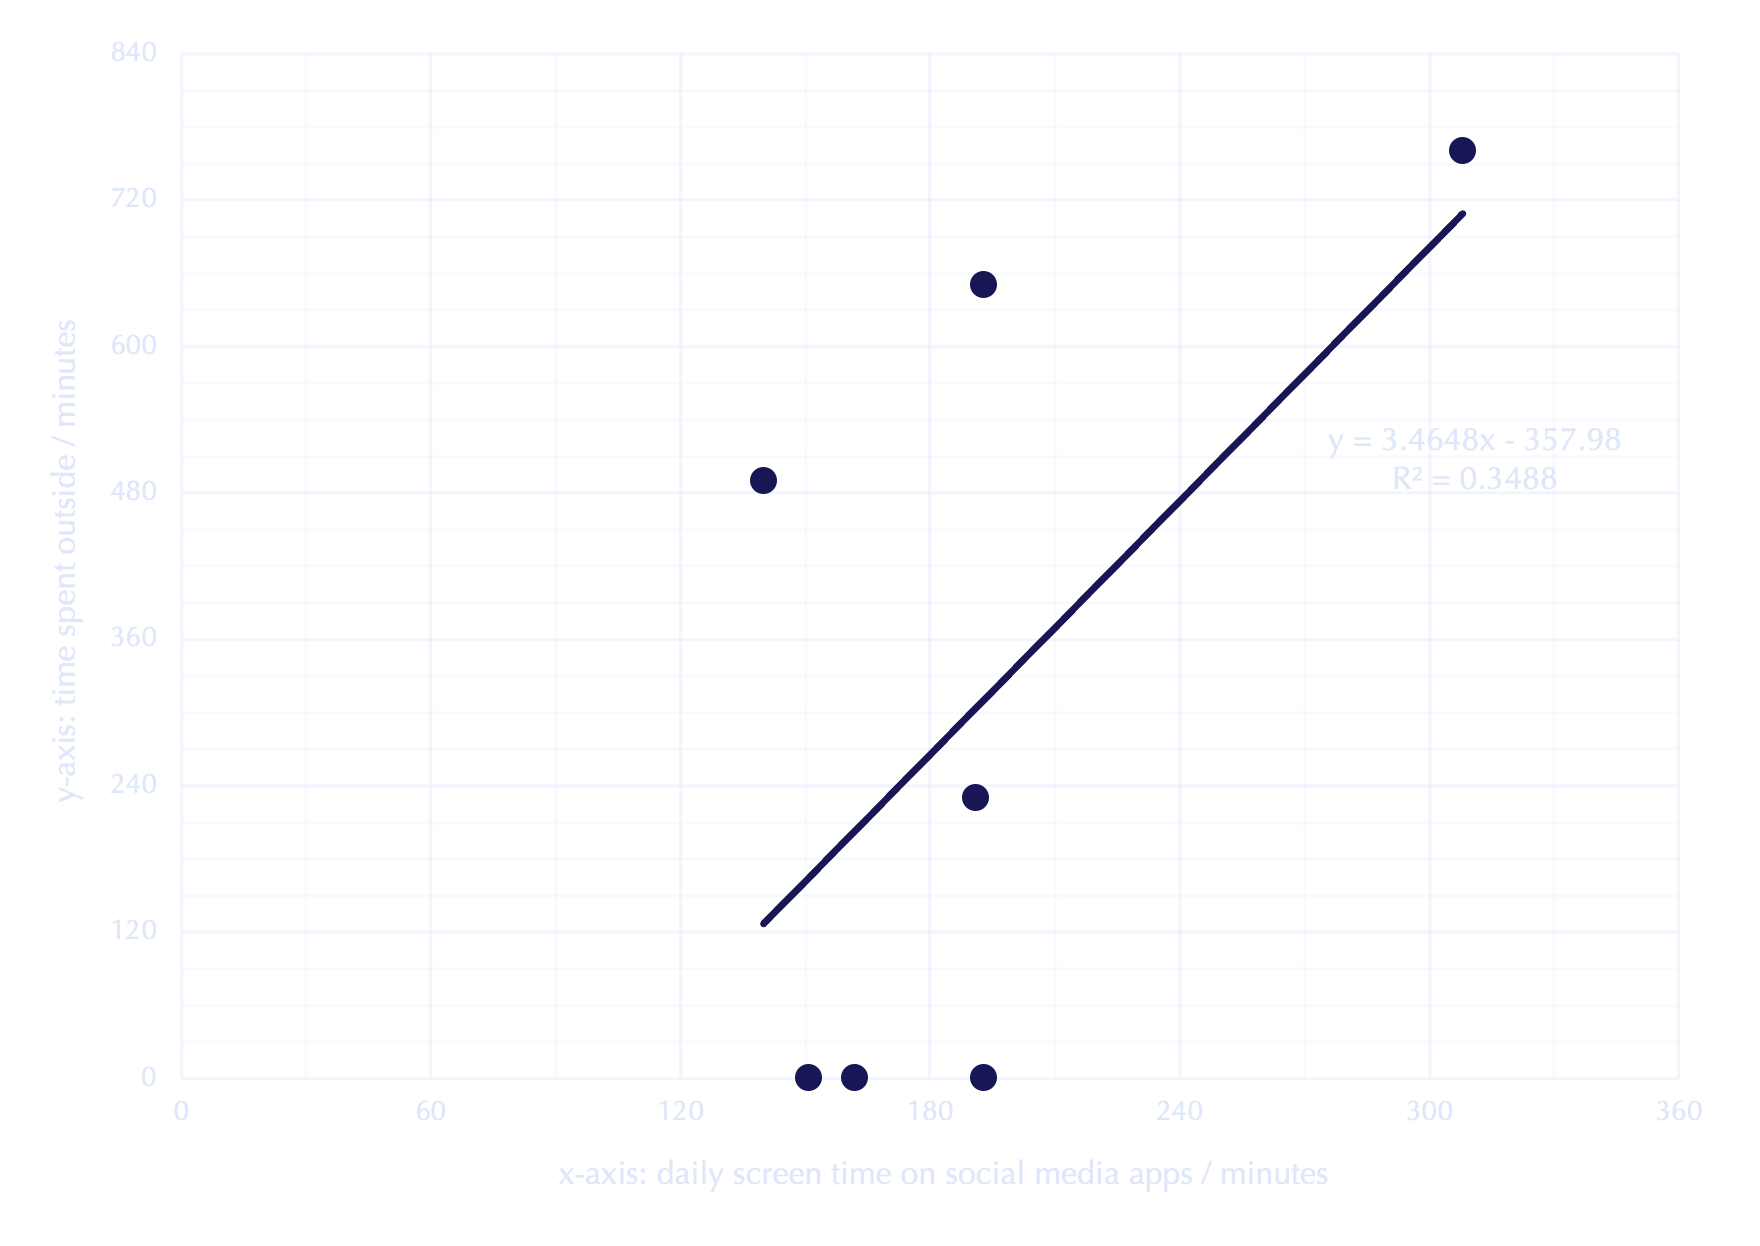 840
720
600
480
360
240
120
0
y-axis: time spent outside / minutes
y = 3.4648x - 357.98
R² = 0.3488
0 60 120 180 240 300 360
x-axis: daily screen time on social media apps / minutes